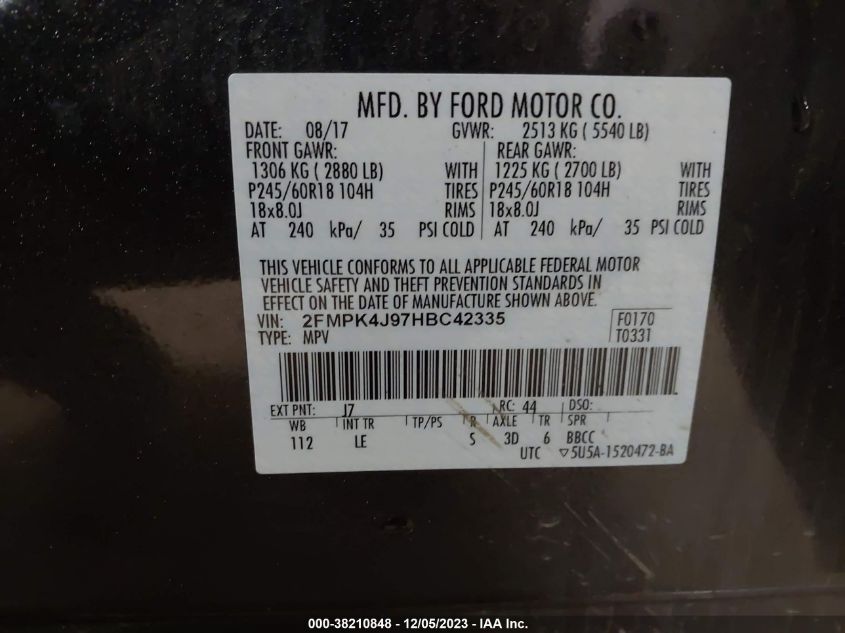 MFD. BY FORD MOTOR CO.
DATE: 08/17 GVWR: 2513 KG ( 5540 LB)
FRONT GAWR: REAR GAWR:
1306 KG ( 2880 LB) WITH 1225 KG ( 2700 LB) WITH
P245/60R18 104H TIRES P245/60R18 104H TIRES
18x8.0J RIMS 18x8.0J RIMS
AT 240 kPa/ 35 PSI COLD AT 240 kPa/ 35 PSI COLD
THIS VEHICLE CONFORMS TO ALL APPLICABLE FEDERAL MOTOR
VEHICLE SAFETY AND THEFT PREVENTION STANDARDS IN
EFFECT ON THE DATE OF MANUFACTURE SHOWN ABOVE.
VIN: 2FMPK4J97HBC42335 F0170
TYPE: MPV T0331
EXT PNT: J7 RC: 44 DSO:
WB INT TR TP/PS R AXLE TR SPR
112 LE S 3D 6 BBCC
UTC ▽5U5A-1520472-BA
000-38210848 - 12/05/2023 - IAA Inc.